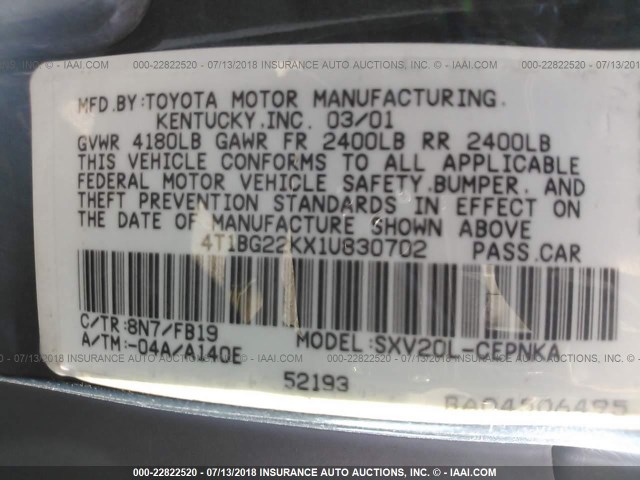 000-22822520 - 07/13/2018 - INSURANCE AUTO AUCTIONS, INC. - IAAI.COM
MFD.BY:TOYOTA MOTOR MANUFACTURING.
KENTUCKY.INC. 03/01
GVWR 4180LB GAWR FR 2400LB RR 2400LB
THIS VEHICLE CONFORMS TO ALL APPLICABLE
FEDERAL MOTOR VEHICLE SAFETY.BUMPER. AND
THEFT PREVENTION STANDARDS IN EFFECT ON
THE DATE OF MANUFACTURE SHOWN ABOVE
4T1BG22KX1U830702 PASS.CAR
C/TR:8N7/FB19
A/TM:-04A/A140E
MODEL:SXV20L-CEPNKA
52193
000-22822520 - 07/13/2018 - INSURANCE AUTO AUCTIONS, INC. - IAAI.COM